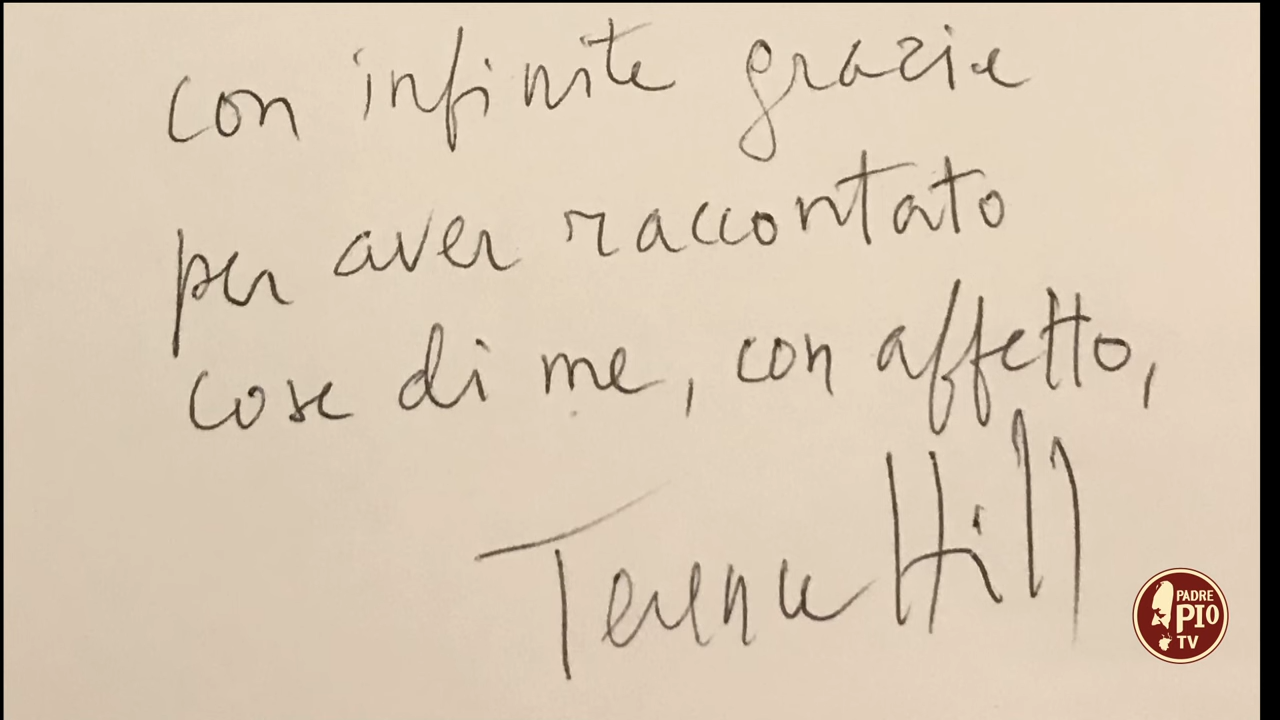 con infinite grazie
per aver raccontato
cose di me, con affetto,
Terence Hill
PADRE
PIO
TV